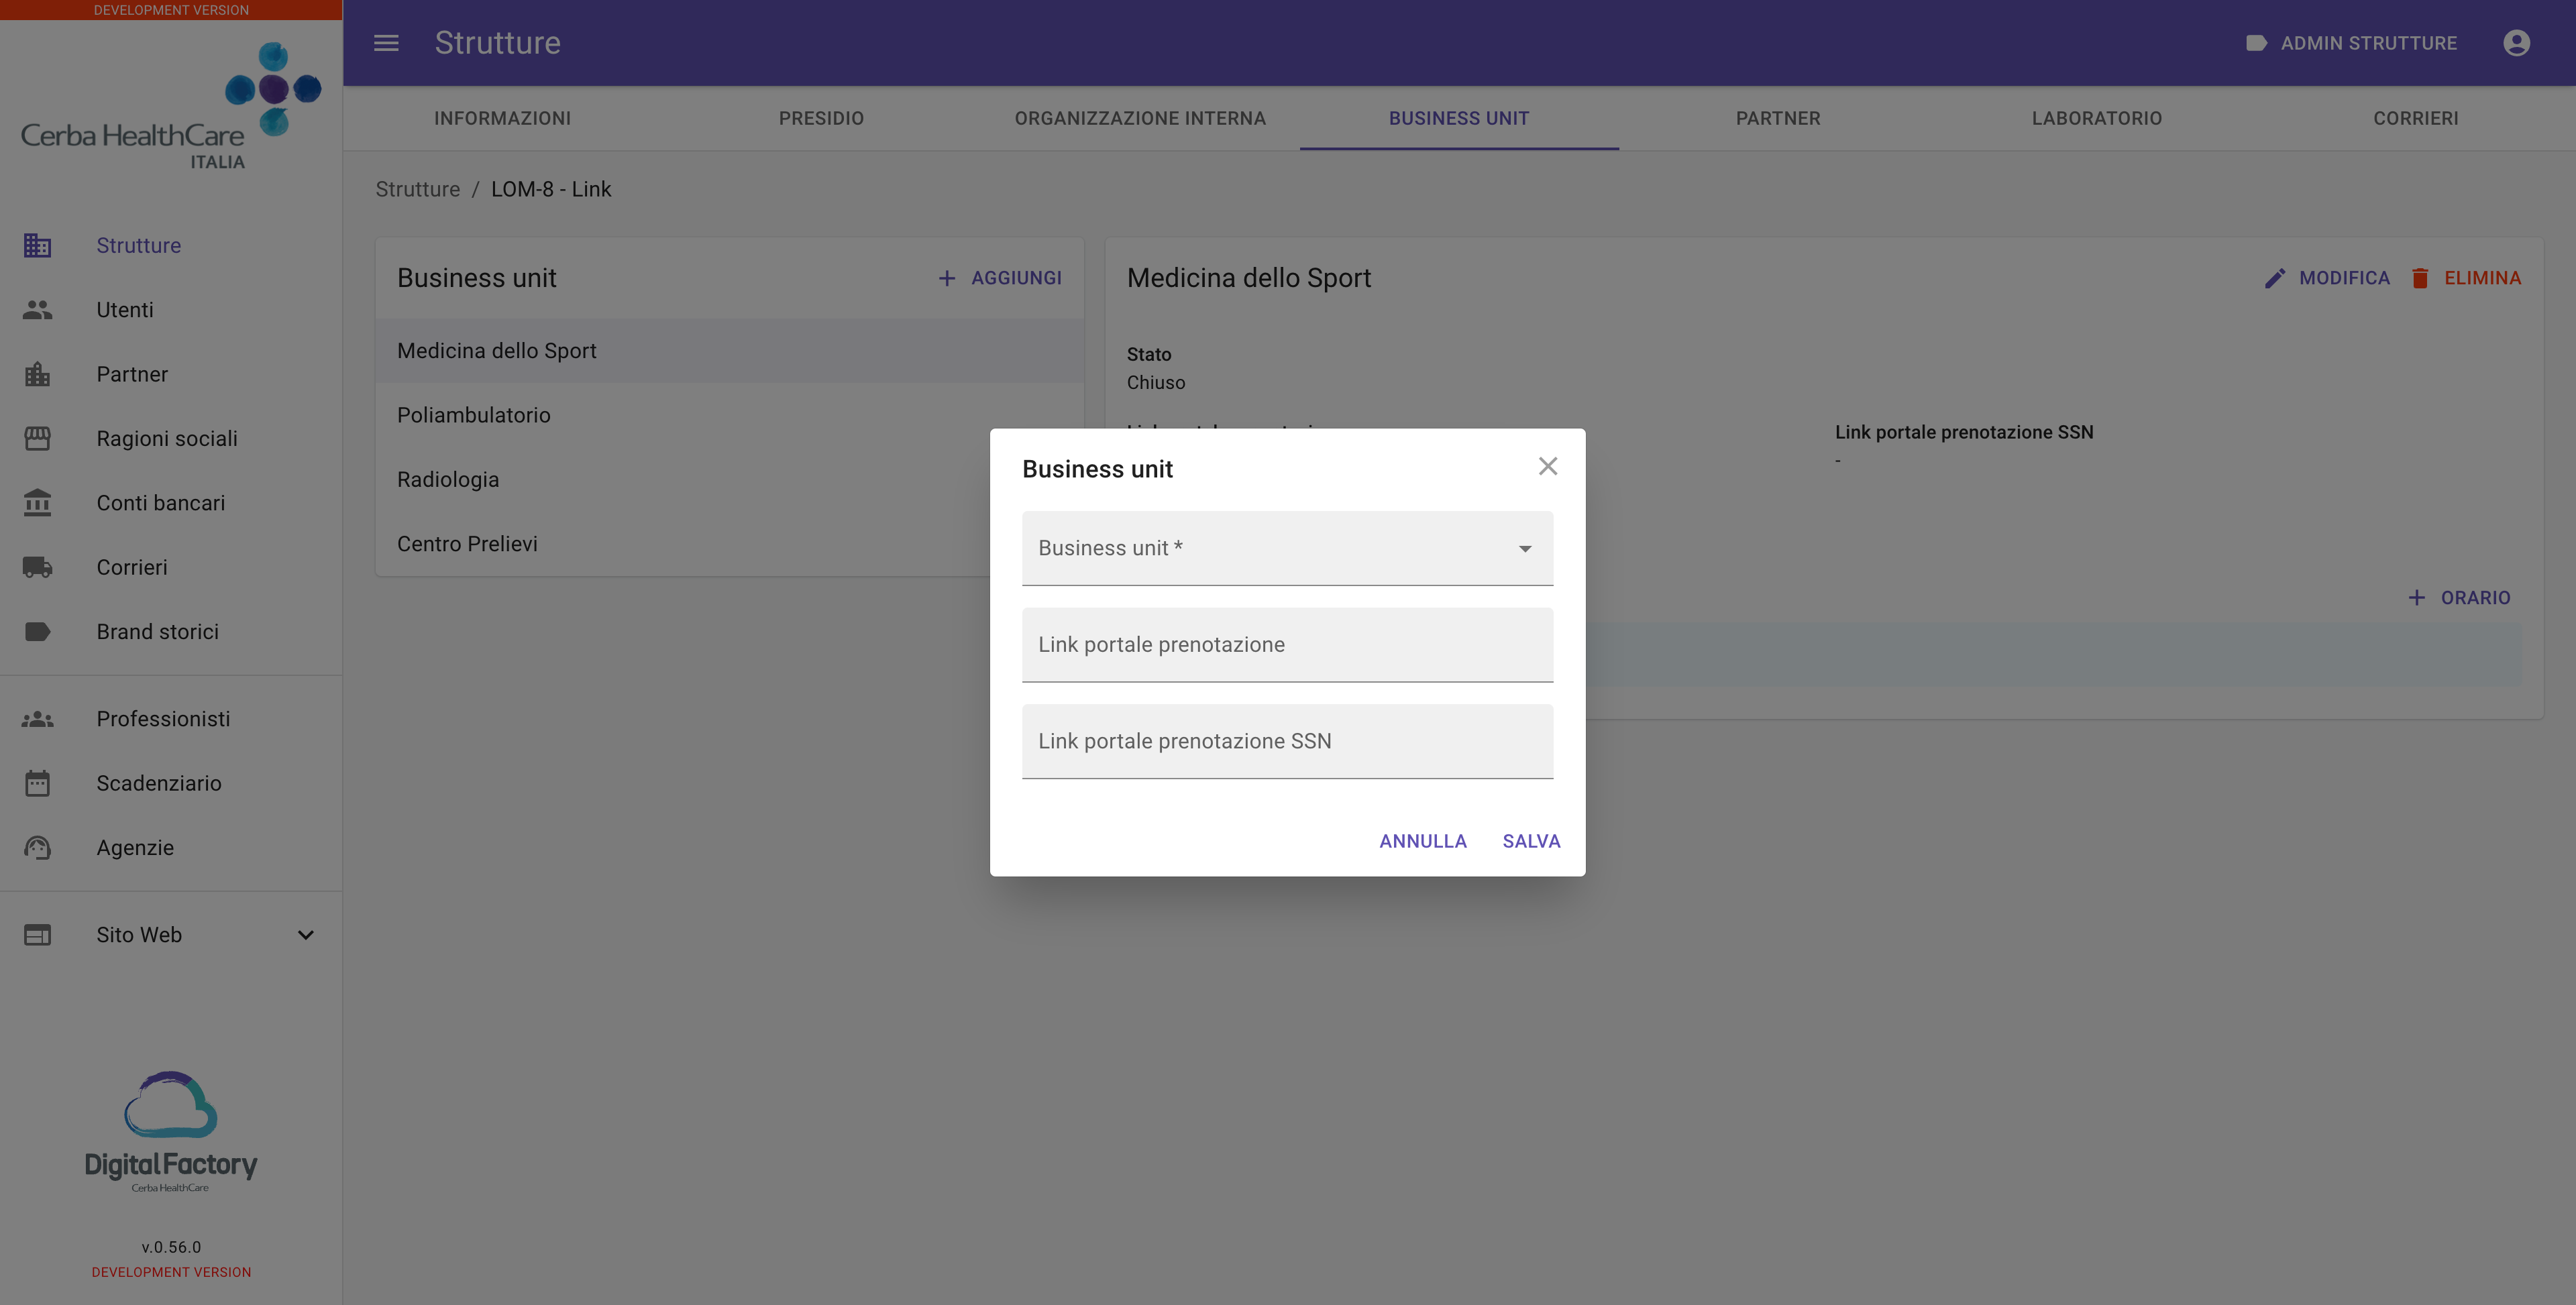 DEVELOPMENT VERSION
Cerba HealthCare
ITALIA
Strutture
Utenti
Partner
Ragioni sociali
Conti bancari
Corrieri
Brand storici
Professionisti
Scadenziario
Agenzie
Sito Web
Digital Factory
Cerba HealthCare
v.0.56.0
DEVELOPMENT VERSION
Strutture
ADMIN STRUTTURE
INFORMAZIONI
PRESIDIO
ORGANIZZAZIONE INTERNA
BUSINESS UNIT
PARTNER
LABORATORIO
CORRIERI
Strutture / LOM-8 - Link
Business unit
+ AGGIUNGI
Medicina dello Sport
Poliambulatorio
Radiologia
Centro Prelievi
Medicina dello Sport
MODIFICA
ELIMINA
Stato
Chiuso
Link portale prenotazione SSN
-
+ ORARIO
Business unit
Business unit *
Link portale prenotazione
Link portale prenotazione SSN
ANNULLA
SALVA